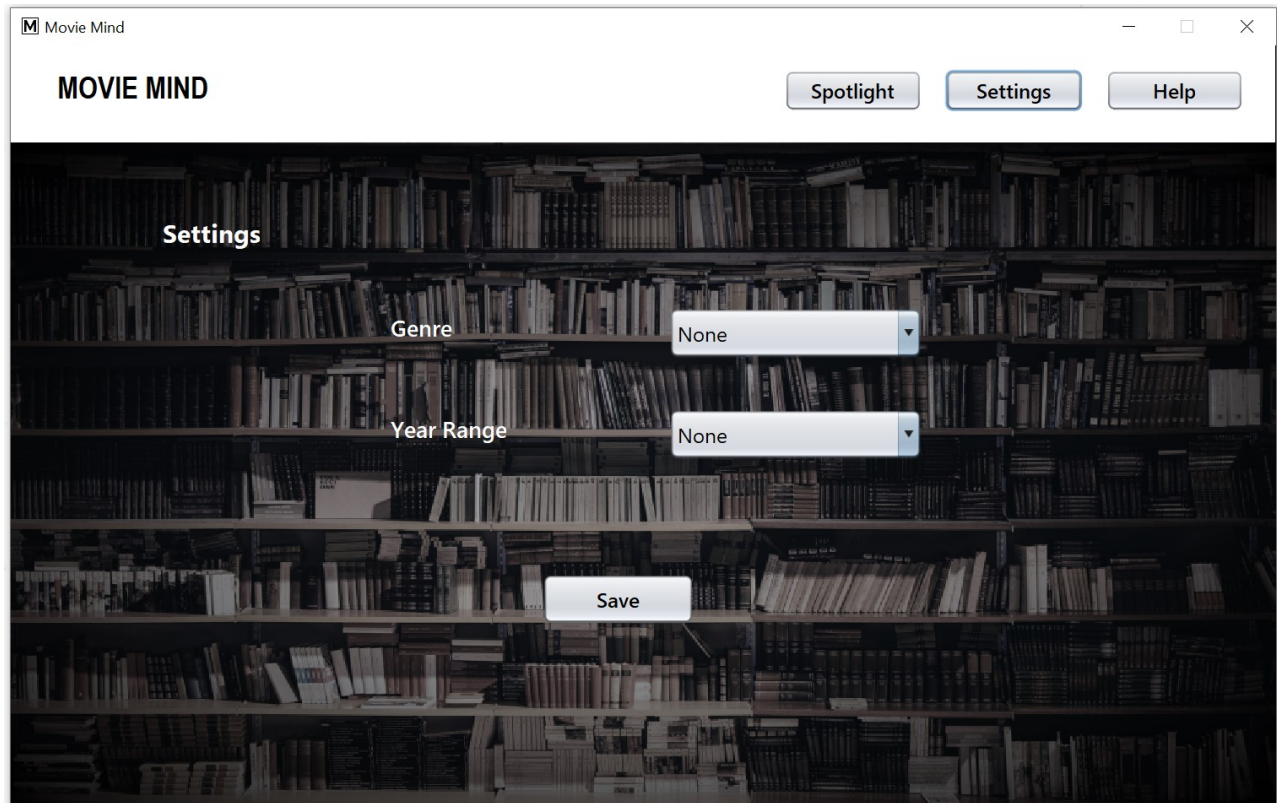 M Movie Mind
MOVIE MIND
Spotlight Settings Help
Settings
Genre None
Year Range None
Save